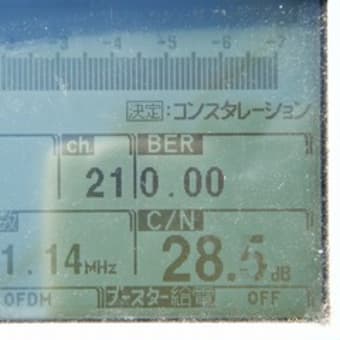 -3 -4 -5 -6 -7
決定:コンスタレーション
ch. BER
21 0.00
数 C/N
1.14MHz 28.5dB
OFDM ブースター給電 OFF